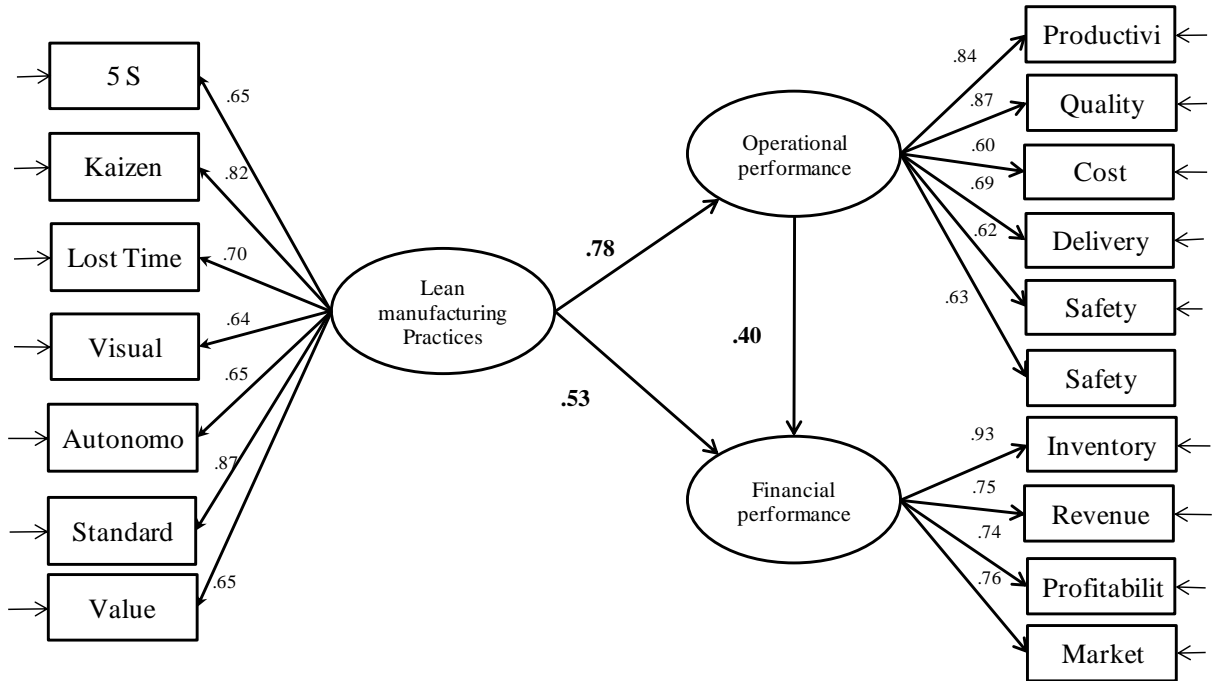 5 S
Kaizen
Lost Time
Visual
Autonomo
Standard
Value
.65
.82
.70
.64
.65
.87
.65
Lean
manufacturing
Practices
.78
.53
.40
Operational
performance
Financial
performance
.84
.87
.60
.69
.62
.63
.93
.75
.74
.76
Productivi
Quality
Cost
Delivery
Safety
Safety
Inventory
Revenue
Profitabilit
Market